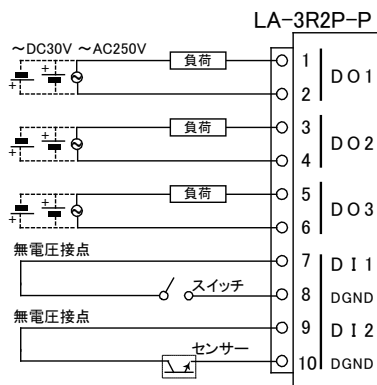 LA-3R2P-P
～DC30V ～AC250V
負荷
1
2
DO1
負荷
3
4
DO2
負荷
5
6
DO3
無電圧接点
7
DI1
スイッチ
8
DGND
無電圧接点
9
DI2
センサー
10
DGND
+
+
+
+
+
+